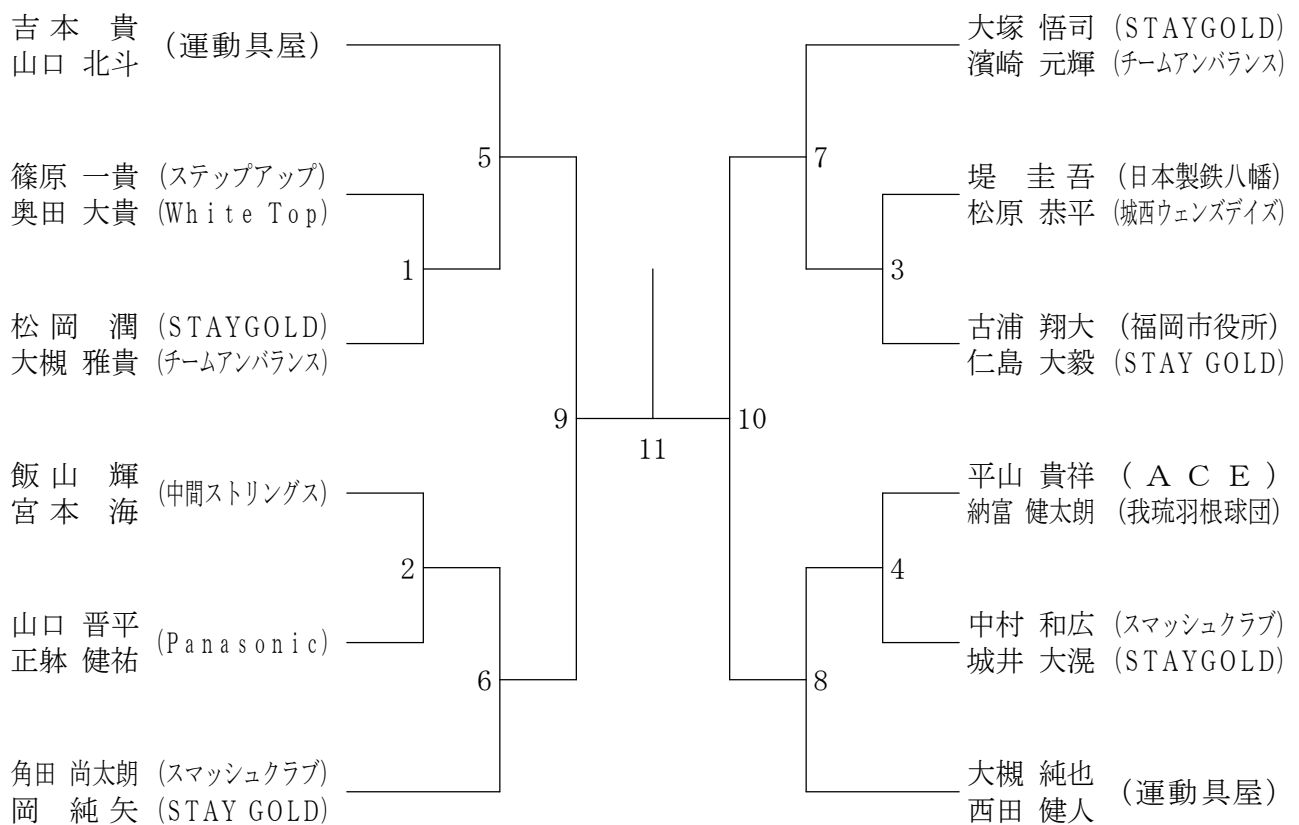 吉本 貴 (運動具屋)
山口 北斗
篠原 一貴 (ステップアップ)
奥田 大貴 (White Top)
松岡 潤 (STAYGOLD)
大槻 雅貴 (チームアンバランス)
飯山 輝 (中間ストリングス)
宮本 海
山口 晋平 (Panasonic)
正躰 健祐
角田 尚太朗 (スマッシュクラブ)
岡 純矢 (STAY GOLD)
5
1
9
2
6
11
7
3
10
4
8
大塚 悟司 (STAYGOLD)
濱崎 元輝 (チームアンバランス)
堤 圭吾 (日本製鉄八幡)
松原 恭平 (城西ウェンズデイズ)
古浦 翔大 (福岡市役所)
仁島 大毅 (STAY GOLD)
平山 貴祥 (ACE)
納富 健太朗 (我琉羽根球団)
中村 和広 (スマッシュクラブ)
城井 大滉 (STAYGOLD)
大槻 純也 (運動具屋)
西田 健人